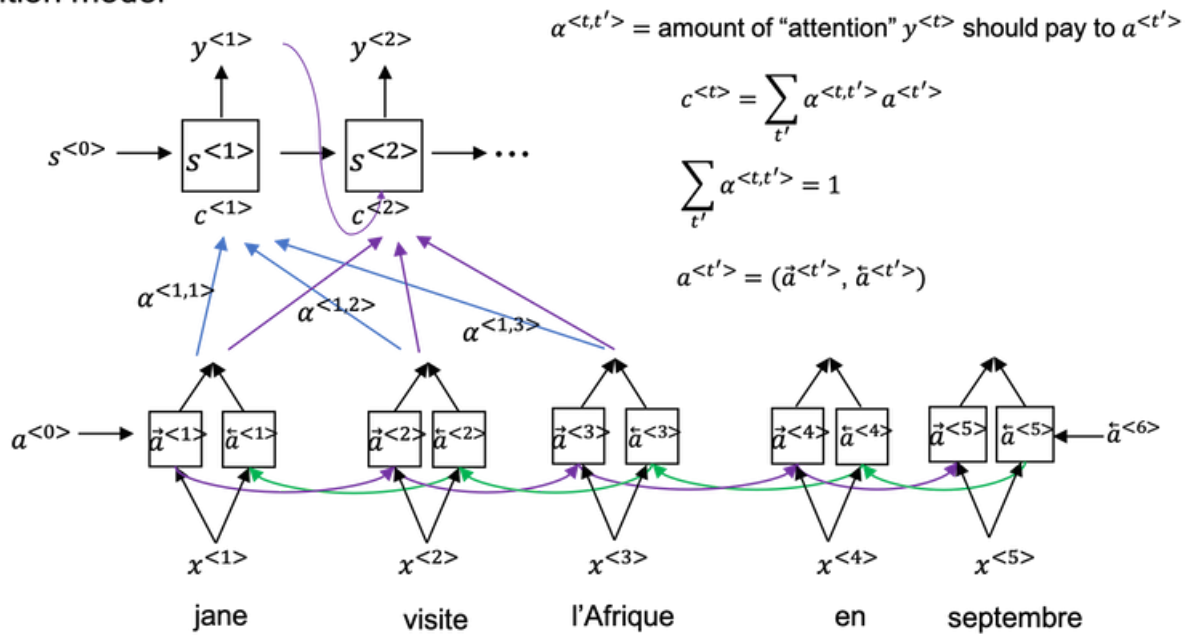 y<1> y<2> α<t,t′> = amount of “attention” y<t> should pay to a<t′>
c<t> = ∑t′ α<t,t′>a<t′>
s<0> s<1> s<2> ⋯
∑t′ α<t,t′> = 1
c<1> c<2>
a<t′> = (a⃗<t′>, a⃖<t′>)
α<1,1> α<1,2> α<1,3>
a<0> a⃗<1> a⃖<1> a⃗<2> a⃖<2> a⃗<3> a⃖<3> a⃗<4> a⃖<4> a⃗<5> a⃖<5> a⃖<6>
x<1> x<2> x<3> x<4> x<5>
jane visite l’Afrique en septembre